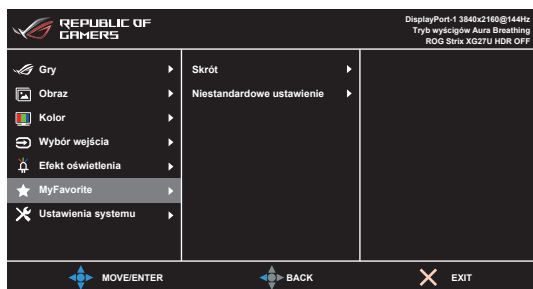 REPUBLIC OF
GAMERS
DisplayPort-1 3840x2160@144Hz
Tryb wyścigów Aura Breathing
ROG Strix XG27U HDR OFF
Gry
Obraz
Kolor
Wybór wejścia
Efekt oświetlenia
MyFavorite
Ustawienia systemu
Skrót
Niestandardowe ustawienie
MOVE/ENTER
BACK
EXIT